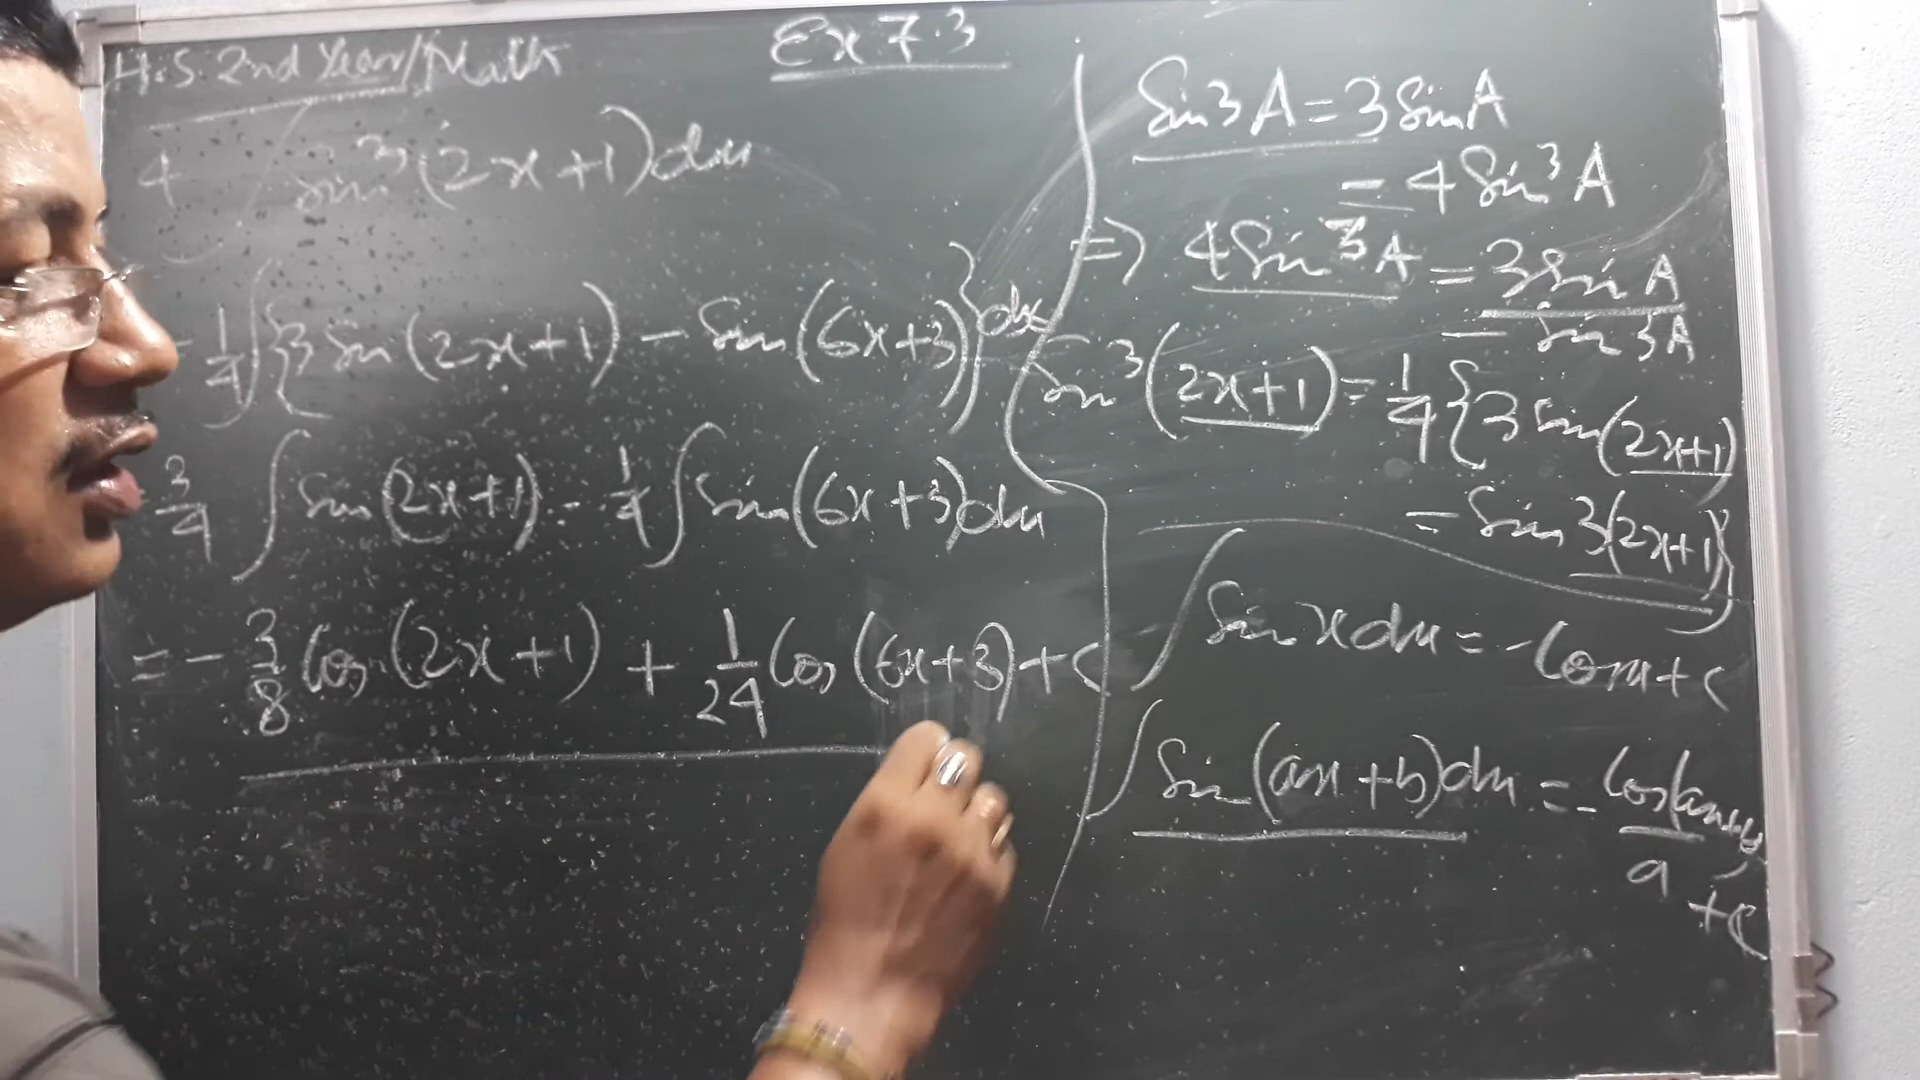 H.S. 2nd Year/Math
Ex 7.3
4 ∫ sin³(2x+1)dx
= 1/4 ∫{3 Sin(2x+1) - Sin(6x+3)}dx
3/4 ∫ Sin(2x+1) - 1/4 ∫ Sin(6x+3)dx
= - 3/8 Cos(2x+1) + 1/24 Cos(6x+3)+c
Sin3A = 3SinA
- 4Sin³A
=> 4Sin³A = 3SinA
- Sin3A
Sin³(2x+1) = 1/4 {3 Sin(2x+1)
- Sin3(2x+1)}
∫ Sinxdx = -Cosx+c
∫ Sin(ax+b)dx = - Cos(ax+b)/a
+c